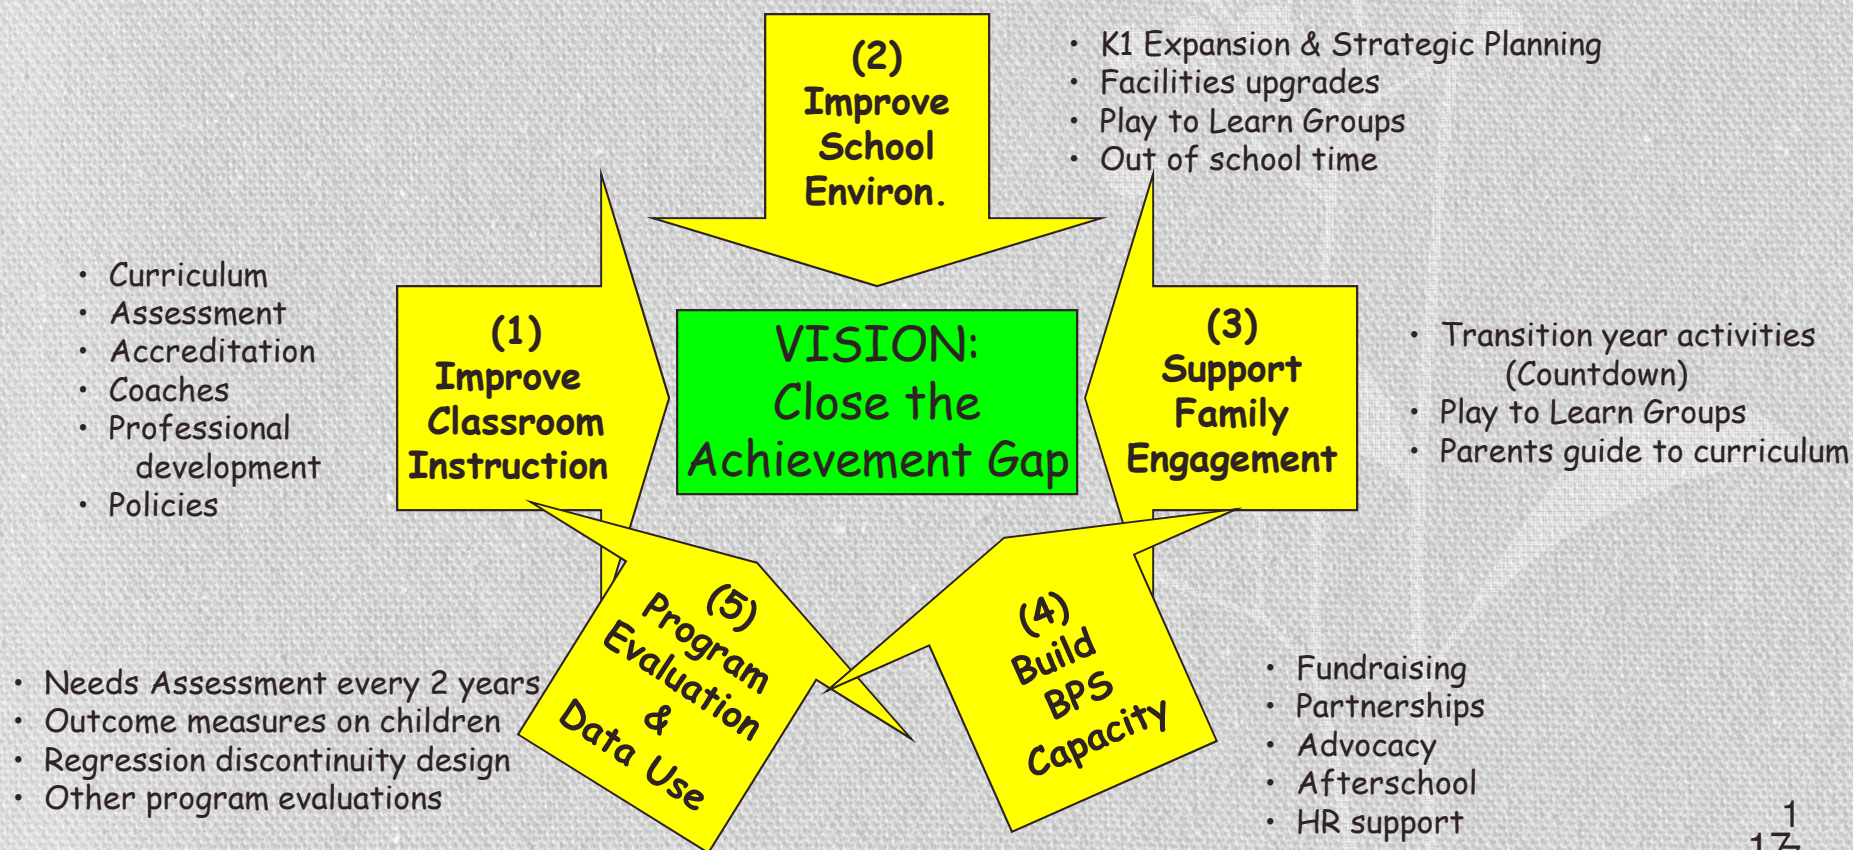 (2)
Improve
School
Environ.
• K1 Expansion & Strategic Planning
• Facilities upgrades
• Play to Learn Groups
• Out of school time
• Curriculum
• Assessment
• Accreditation
• Coaches
• Professional
development
• Policies
(1)
Improve
Classroom
Instruction
VISION:
Close the
Achievement Gap
(3)
Support
Family
Engagement
• Transition year activities
(Countdown)
• Play to Learn Groups
• Parents guide to curriculum
• Needs Assessment every 2 years
• Outcome measures on children
• Regression discontinuity design
• Other program evaluations
(5)
Program
Evaluation
&
Data Use
(4)
Build
BPS
Capacity
• Fundraising
• Partnerships
• Advocacy
• Afterschool
• HR support